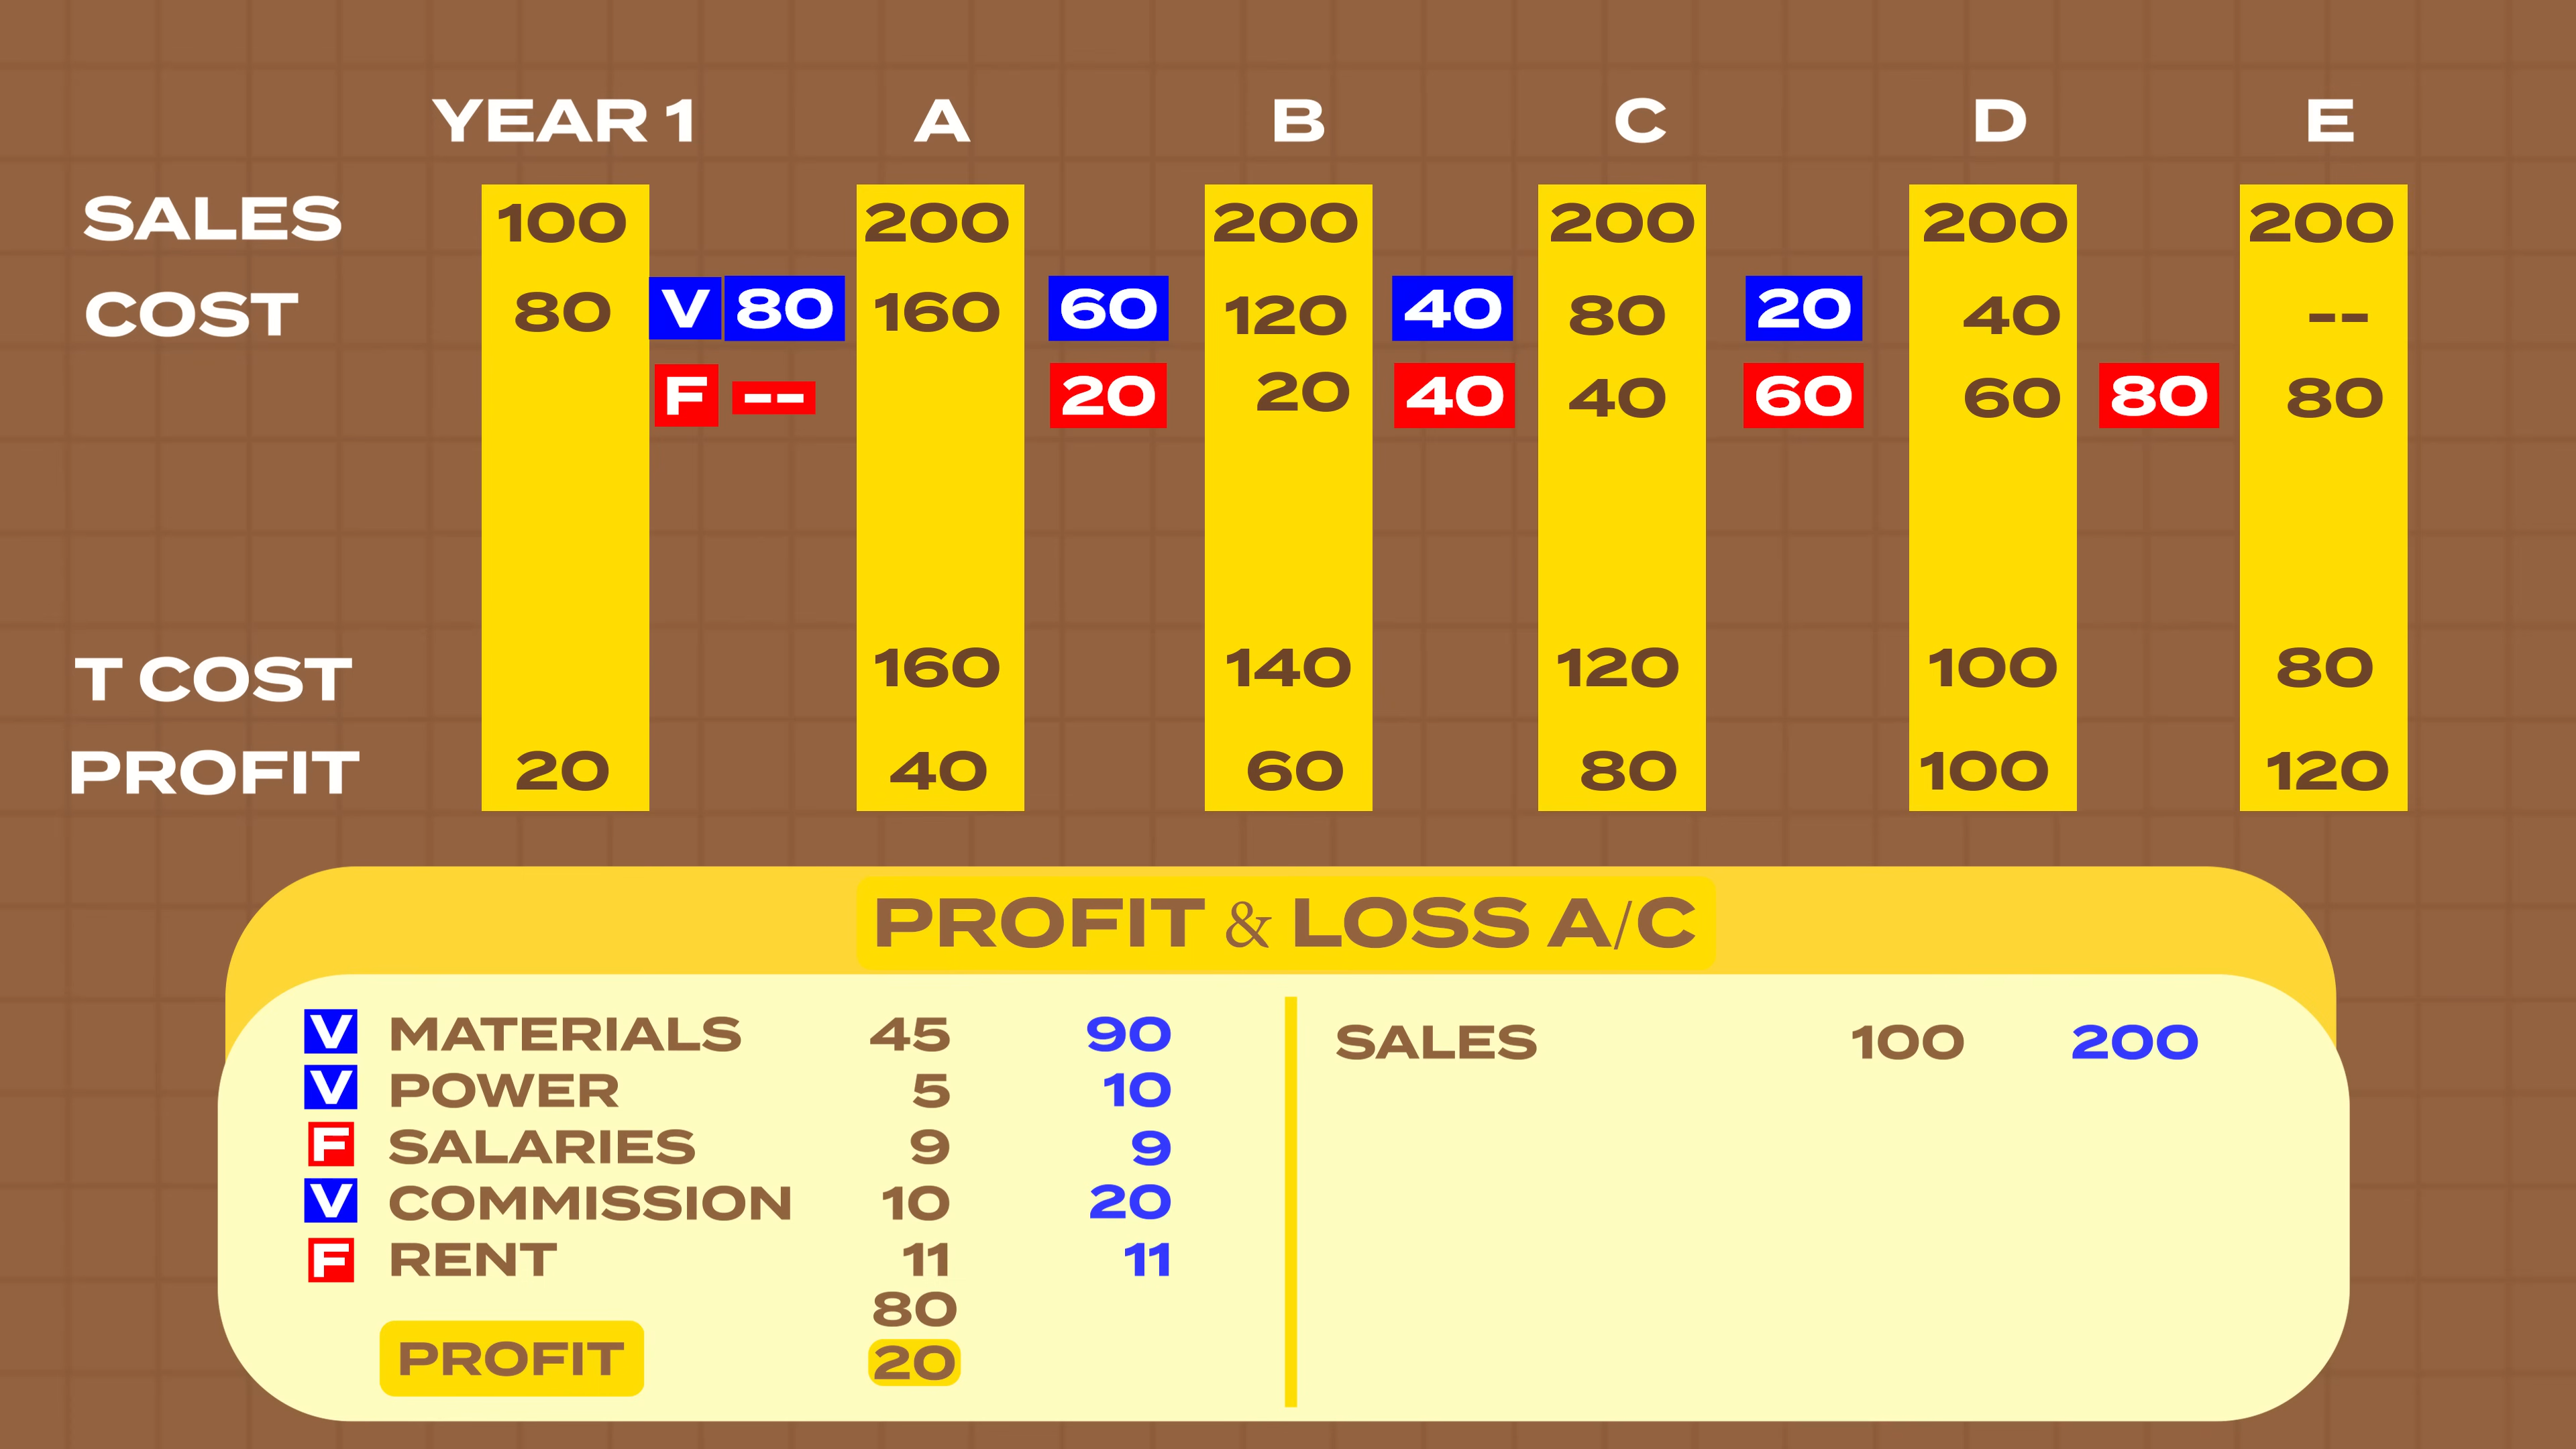 YEAR 1 A B C D E
SALES 100 200 200 200 200 200
COST 80 V 80 160 60 120 40 80 20 40 --
F -- 20 20 40 40 60 60 80 80
T COST 160 140 120 100 80
PROFIT 20 40 60 80 100 120
PROFIT & LOSS A/C
V MATERIALS 45 90 SALES 100 200
V POWER 5 10
F SALARIES 9 9
V COMMISSION 10 20
F RENT 11 11
80
PROFIT 20